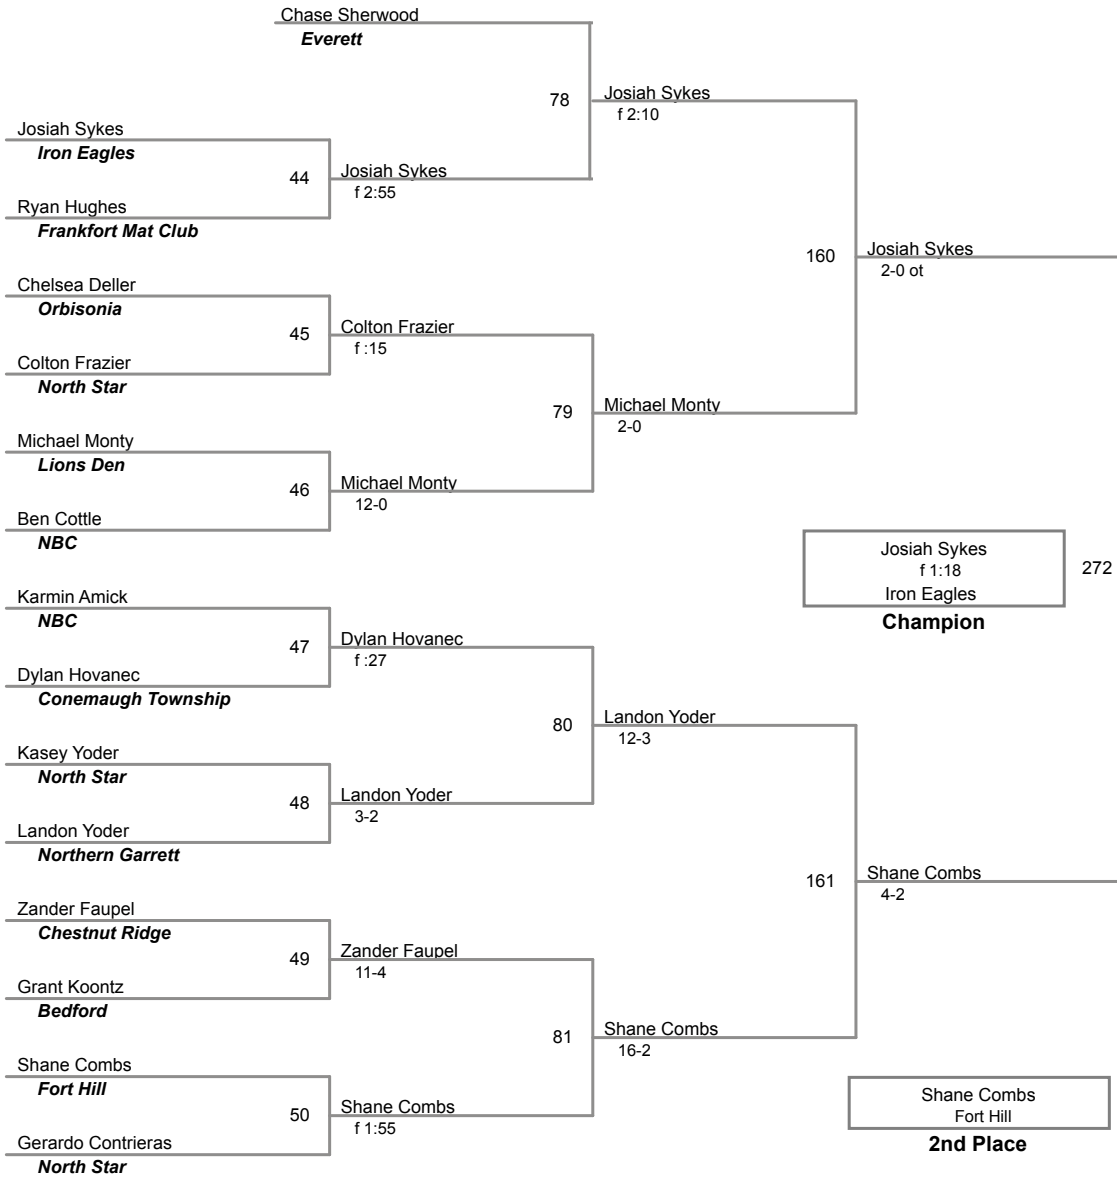 Chase Sherwood
Everett
78
Josiah Sykes
f 2:10
Josiah Sykes
Iron Eagles
44
Josiah Sykes
f 2:55
Ryan Hughes
Frankfort Mat Club
160
Josiah Sykes
2-0 ot
Chelsea Deller
Orbisonia
45
Colton Frazier
f :15
Colton Frazier
North Star
79
Michael Monty
2-0
Michael Monty
Lions Den
46
Michael Monty
12-0
Ben Cottle
NBC
Josiah Sykes
f 1:18
Iron Eagles
272
Champion
Karmin Amick
NBC
47
Dylan Hovanec
f :27
Dylan Hovanec
Conemaugh Township
80
Landon Yoder
12-3
Kasey Yoder
North Star
48
Landon Yoder
3-2
Landon Yoder
Northern Garrett
161
Shane Combs
4-2
Zander Faupel
Chestnut Ridge
49
Zander Faupel
11-4
Grant Koontz
Bedford
81
Shane Combs
16-2
Shane Combs
Fort Hill
50
Shane Combs
f 1:55
Gerardo Contrieras
North Star
Shane Combs
Fort Hill
2nd Place